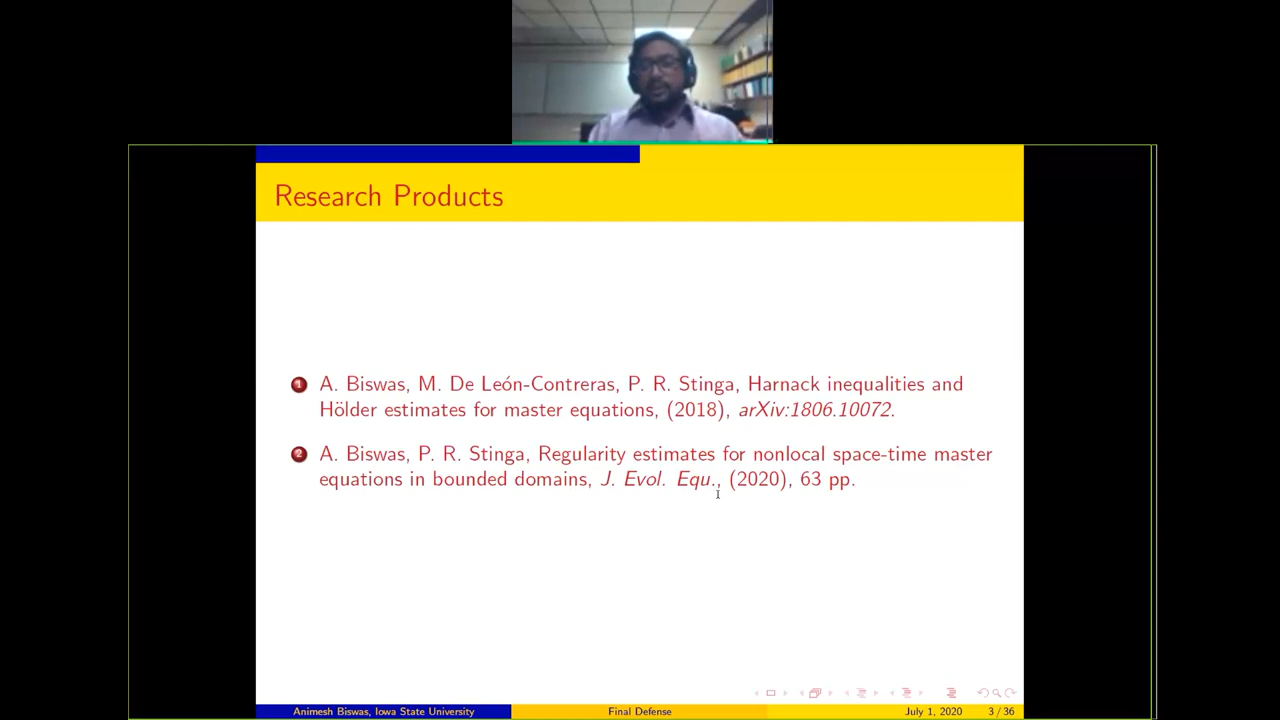 Research Products
1 A. Biswas, M. De León-Contreras, P. R. Stinga, Harnack inequalities and
Hölder estimates for master equations, (2018), arXiv:1806.10072.
2 A. Biswas, P. R. Stinga, Regularity estimates for nonlocal space-time master
equations in bounded domains, J. Evol. Equ., (2020), 63 pp.
Animesh Biswas, Iowa State University Final Defense July 1, 2020 3 / 36